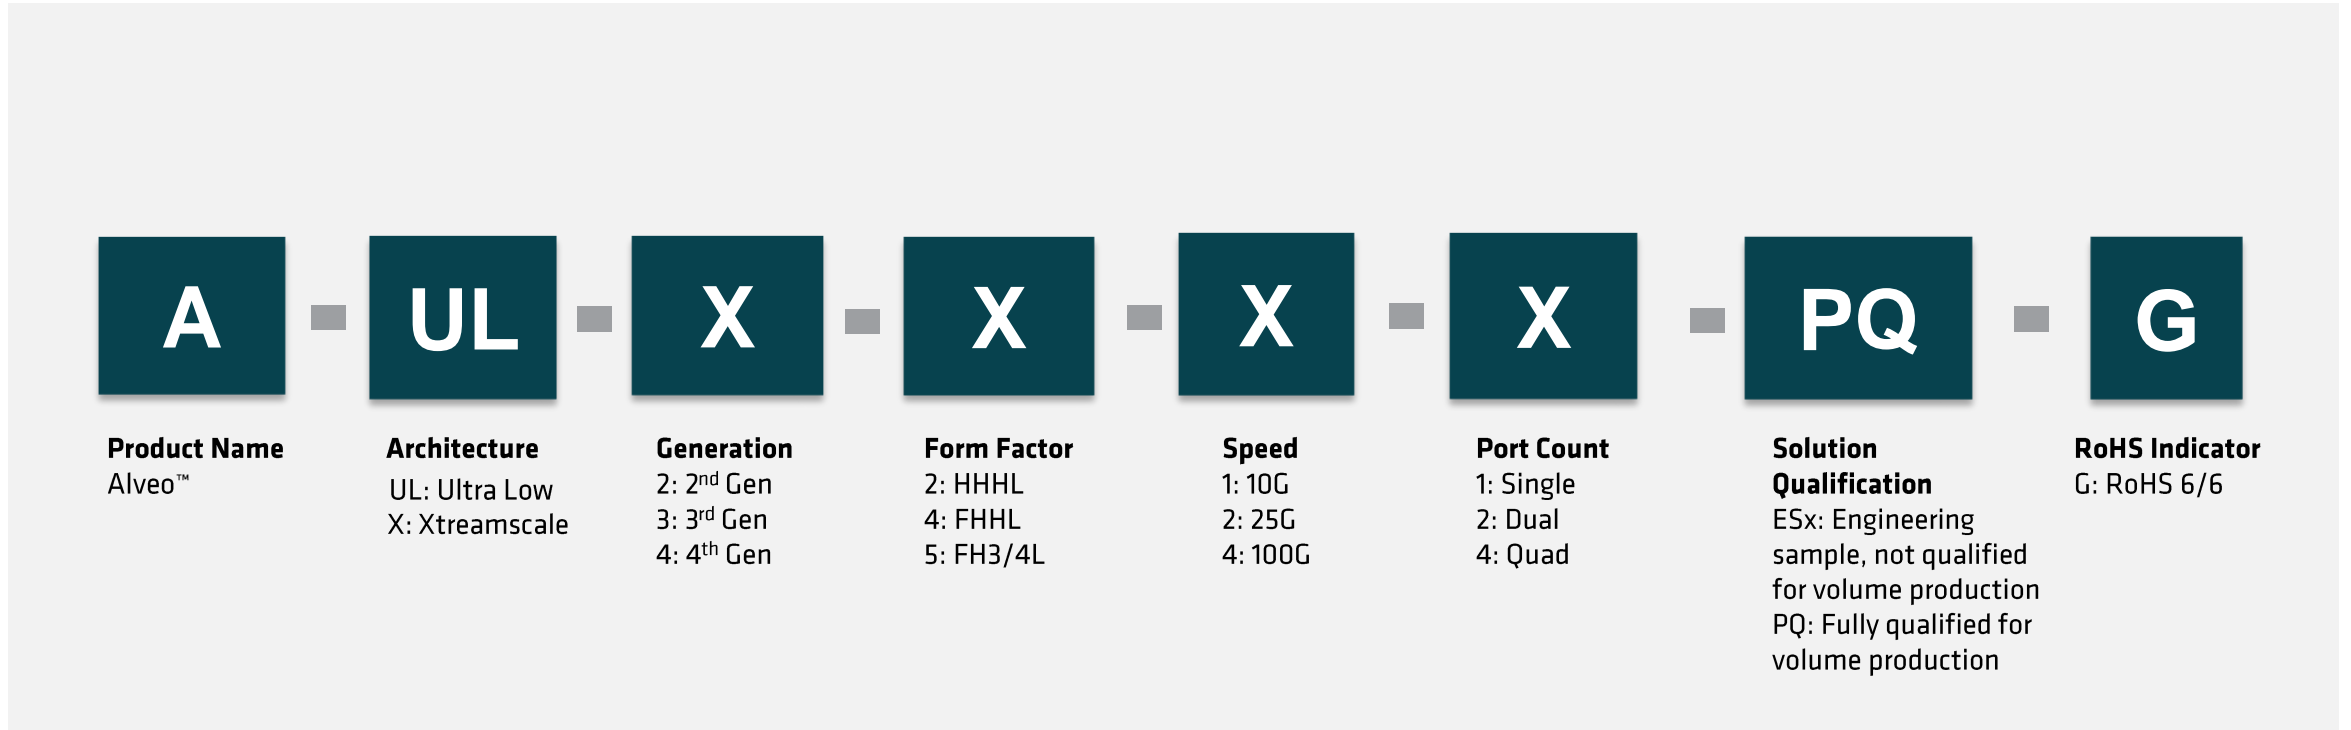 A
UL
X
X
X
X
PQ
G
Product Name
Alveo™
Architecture
UL: Ultra Low
X: Xtreamscale
Generation
2: 2nd Gen
3: 3rd Gen
4: 4th Gen
Form Factor
2: HHHL
4: FHHL
5: FH3/4L
Speed
1: 10G
2: 25G
4: 100G
Port Count
1: Single
2: Dual
4: Quad
Solution
Qualification
ESx: Engineering
sample, not qualified
for volume production
PQ: Fully qualified for
volume production
RoHS Indicator
G: RoHS 6/6